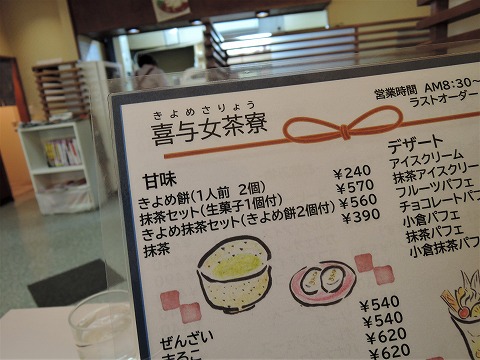 きよめさりょう
喜与女茶寮
営業時間 AM8:30～
ラストオーダー
甘味
きよめ餅(1人前 2個) ¥240
抹茶セット(生菓子1個付) ¥570
きよめ抹茶セット(きよめ餅2個付) ¥560
抹茶 ¥390
ぜんざい ¥540
¥540
¥620
¥620
デザート
アイスクリーム
抹茶アイスクリー
フルーツパフェ
チョコレートパフ
小倉パフェ
抹茶パフェ
小倉抹茶パフ